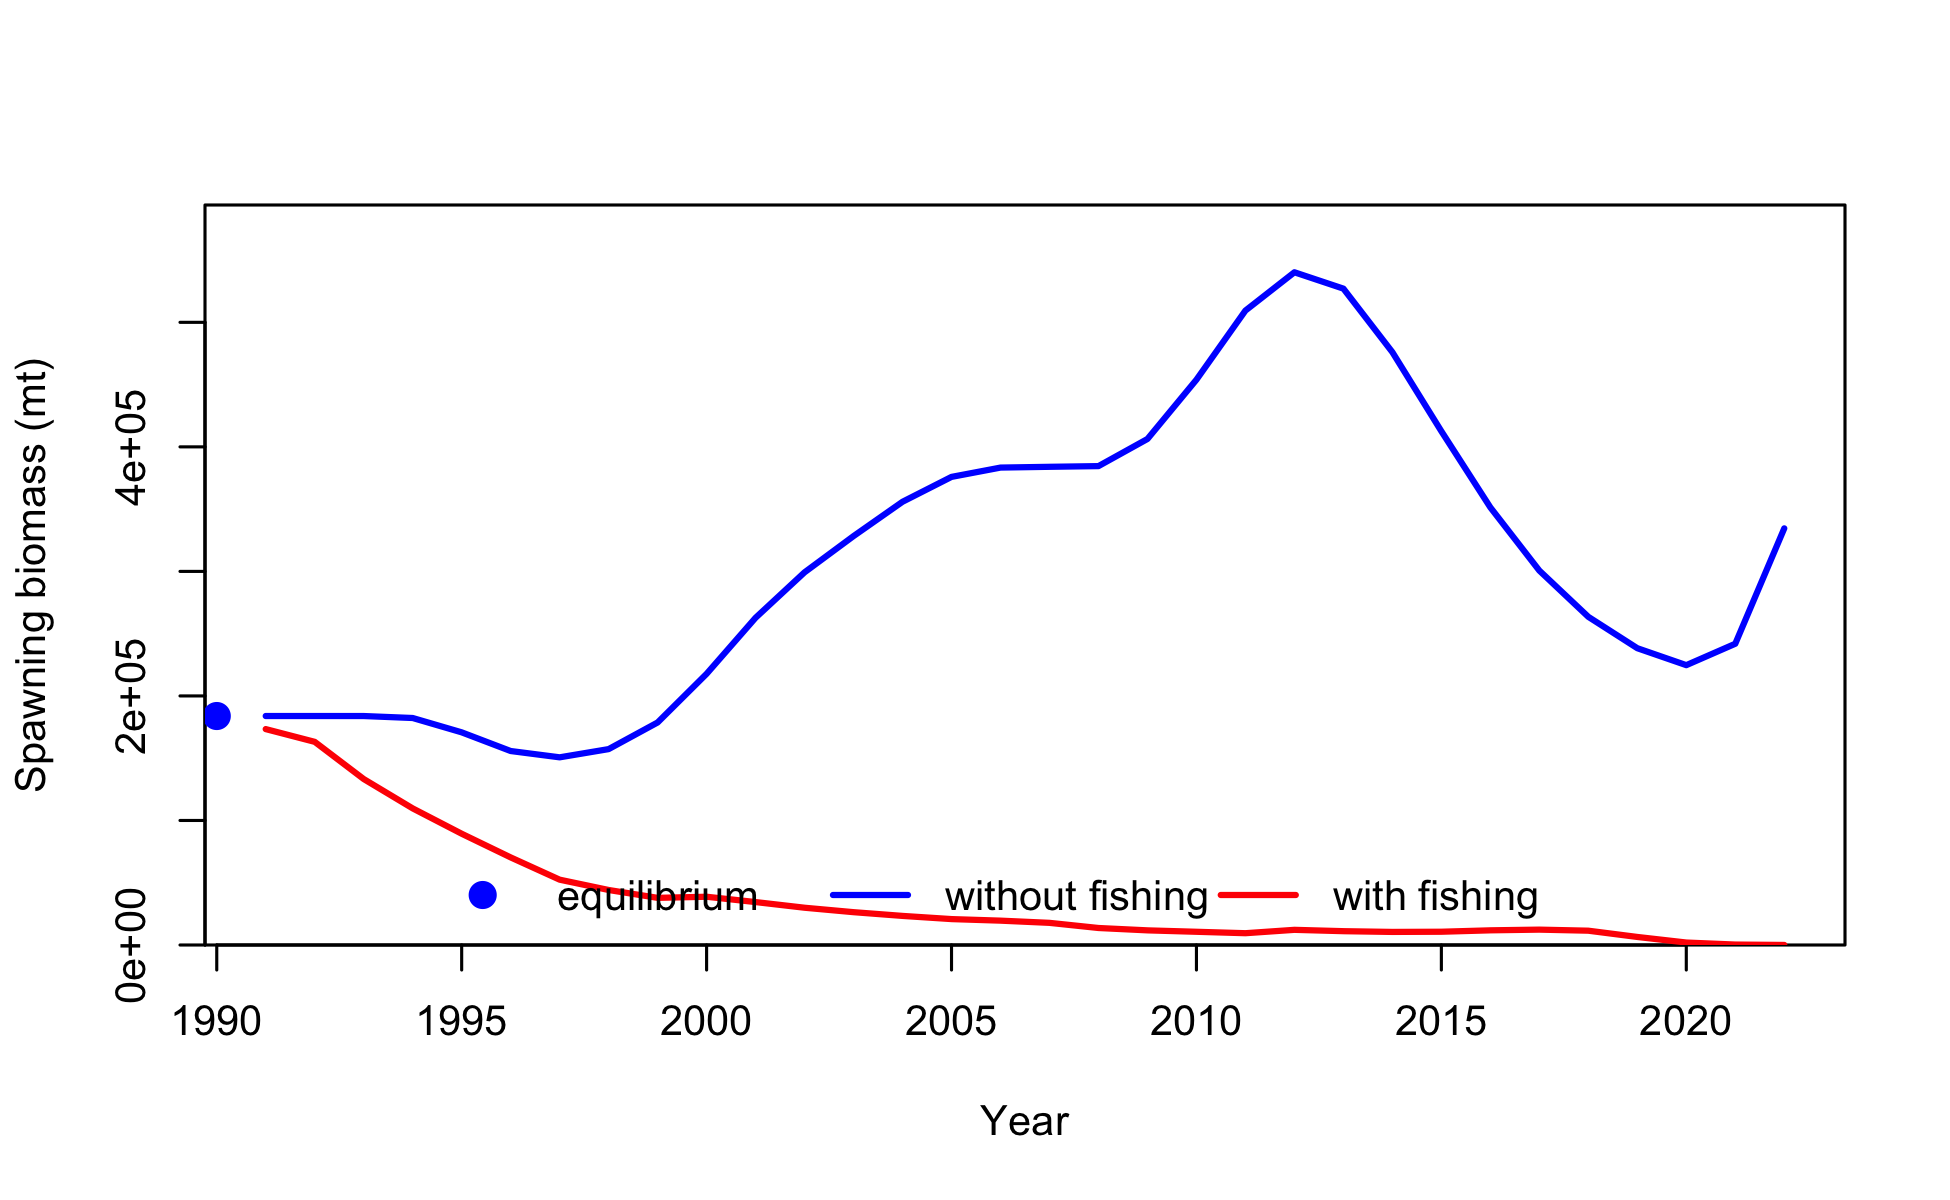 Spawning biomass (mt)
4e+05
2e+05
0e+00
equilibrium without fishing with fishing
1990 1995 2000 2005 2010 2015 2020
Year